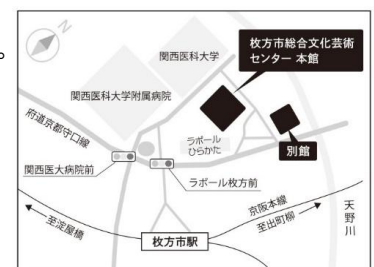 N
関西医科大学
枚方市総合文化芸術
センター 本館
関西医科大学附属病院
府道京都守口線
ラポール
ひらかた
別館
関西医大病院前
ラポール枚方前
京阪本線
至出町柳
天野川
至淀屋橋
枚方市駅